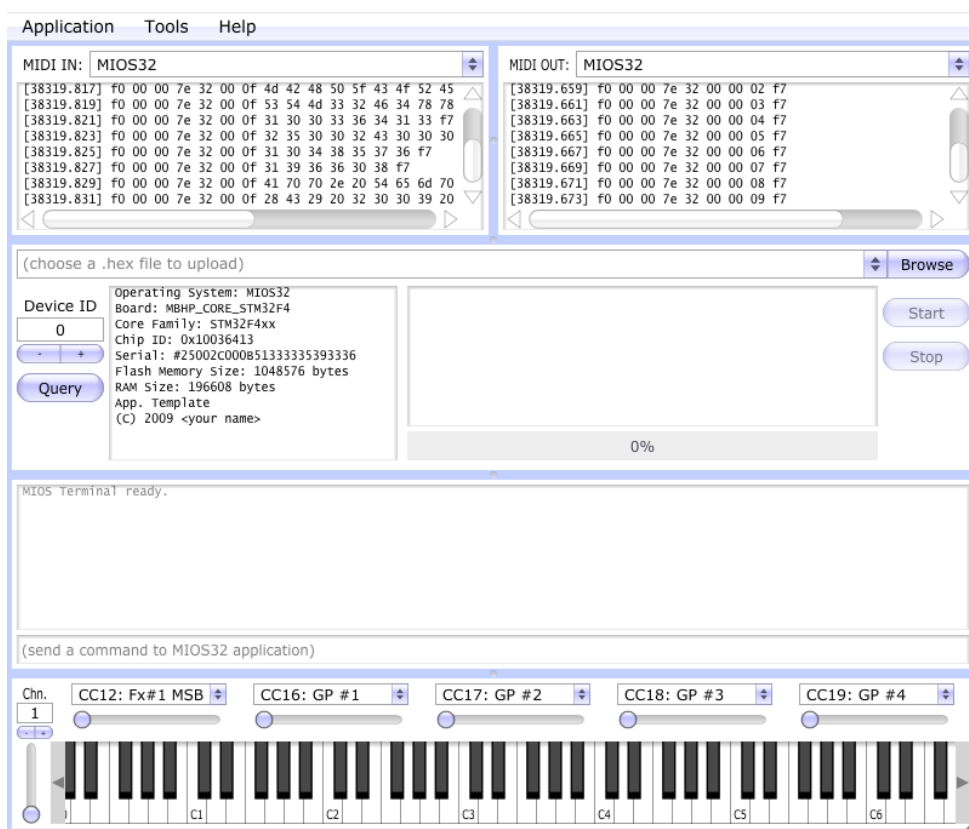 Application Tools Help
MIDI IN: MIOS32
[38319.817] f0 00 00 7e 32 00 0f 4d 42 48 50 5f 43 4f 52 45
[38319.819] f0 00 00 7e 32 00 0f 53 54 4d 33 32 46 34 78 78
[38319.821] f0 00 00 7e 32 00 0f 31 30 30 33 36 34 31 33 f7
[38319.823] f0 00 00 7e 32 00 0f 32 35 30 30 32 43 30 30 30
[38319.825] f0 00 00 7e 32 00 0f 31 30 34 38 35 37 36 f7
[38319.827] f0 00 00 7e 32 00 0f 31 39 36 36 30 38 f7
[38319.829] f0 00 00 7e 32 00 0f 41 70 70 2e 20 54 65 6d 70
[38319.831] f0 00 00 7e 32 00 0f 28 43 29 20 32 30 30 39 20
MIDI OUT: MIOS32
[38319.659] f0 00 00 7e 32 00 00 02 f7
[38319.661] f0 00 00 7e 32 00 00 03 f7
[38319.663] f0 00 00 7e 32 00 00 04 f7
[38319.665] f0 00 00 7e 32 00 00 05 f7
[38319.667] f0 00 00 7e 32 00 00 06 f7
[38319.669] f0 00 00 7e 32 00 00 07 f7
[38319.671] f0 00 00 7e 32 00 00 08 f7
[38319.673] f0 00 00 7e 32 00 00 09 f7
(choose a .hex file to upload) Browse
Device ID
0
- +
Query
Operating System: MIOS32
Board: MBHP_CORE_STM32F4
Core Family: STM32F4xx
Chip ID: 0x10036413
Serial: #25002C000B51333335393336
Flash Memory Size: 1048576 bytes
RAM Size: 196608 bytes
App. Template
(C) 2009 <your name>
0%
Start
Stop
MIOS Terminal ready.
(send a command to MIOS32 application)
Chn.
1
- +
CC12: Fx#1 MSB CC16: GP #1 CC17: GP #2 CC18: GP #3 CC19: GP #4
C1 C2 C3 C4 C5 C6